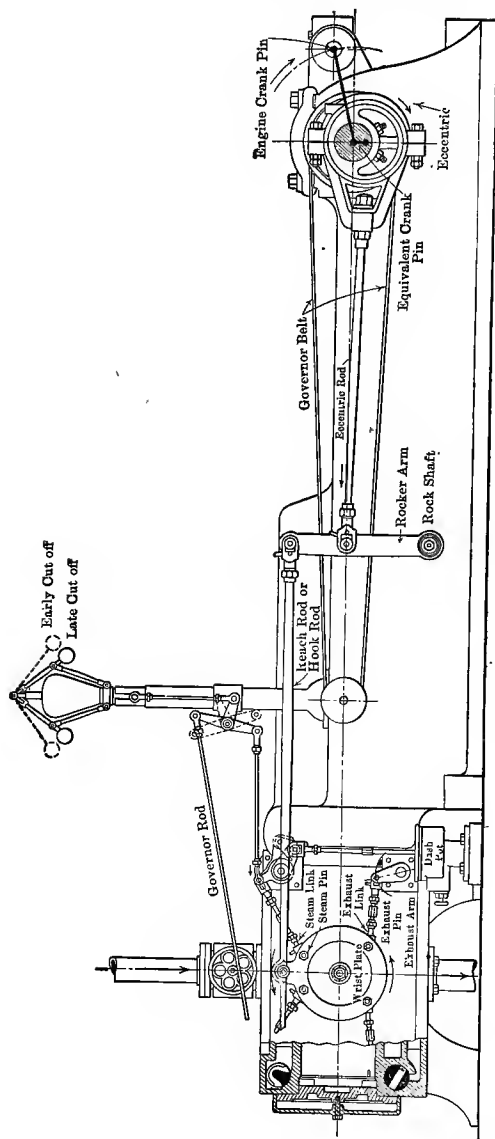 Early Cut off
Late Cut off
Governor Rod
Steam Link
Steam Pin
Wrist Plate
Exhaust
Link
Exhaust
Pin
Exhaust Arm
Dash
Pot
Reach Rod or
Hook Rod
Rocker Arm
Rock Shaft
Governor Belt
Eccentric Rod
Equivalent Crank
Pin
Engine Crank Pin
Eccentric